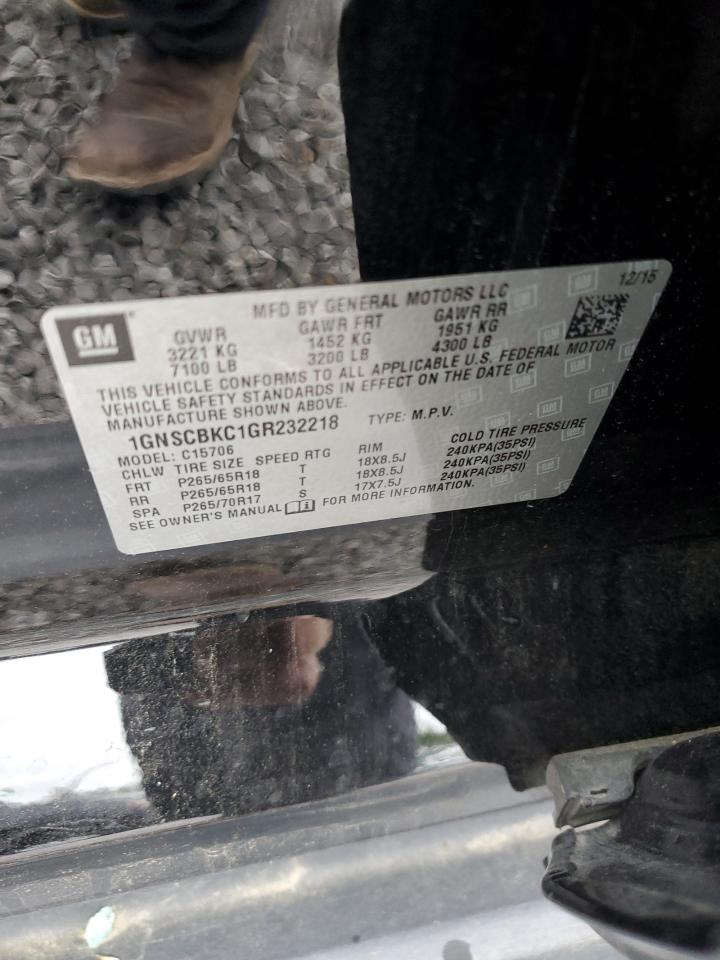 12/15
GM
MFD BY GENERAL MOTORS LLC
GVWR GAWR FRT GAWR RR
3221 KG 1452 KG 1951 KG
7100 LB 3200 LB 4300 LB
THIS VEHICLE CONFORMS TO ALL APPLICABLE U.S. FEDERAL MOTOR
VEHICLE SAFETY STANDARDS IN EFFECT ON THE DATE OF
MANUFACTURE SHOWN ABOVE.
1GNSCBKC1GR232218 TYPE: M.P.V.
MODEL: C15706 COLD TIRE PRESSURE
CHLW TIRE SIZE SPEED RTG RIM
FRT P265/65R18 T 18X8.5J 240KPA(35PSI)
RR P265/65R18 T 18X8.5J 240KPA(35PSI)
SPA P265/70R17 S 17X7.5J 240KPA(35PSI)
SEE OWNER'S MANUAL FOR MORE INFORMATION.